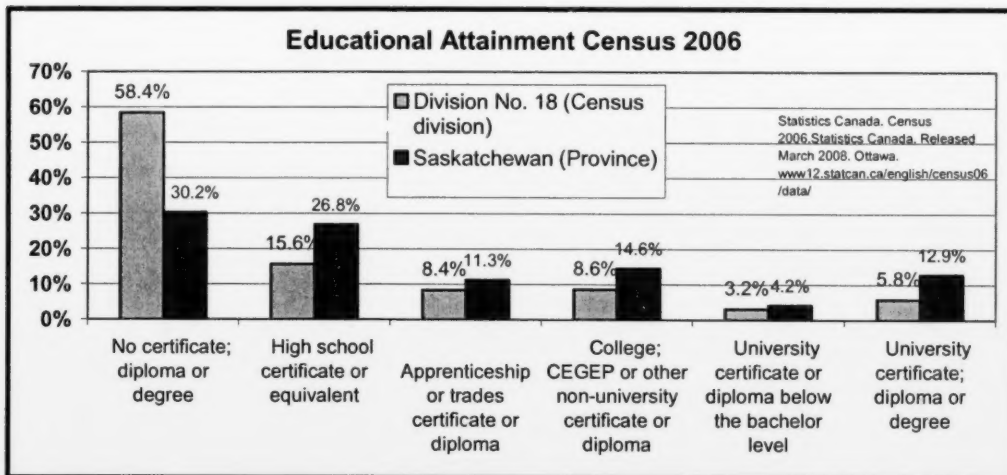 Educational Attainment Census 2006
70%
60%
50%
40%
30%
20%
10%
0%
58.4%
30.2%
15.6%
26.8%
8.4%
11.3%
8.6%
14.6%
3.2%
4.2%
5.8%
12.9%
Division No. 18 (Census
division)
Saskatchewan (Province)
Statistics Canada. Census
2006.Statistics Canada. Released
March 2008. Ottawa.
www12.statcan.ca/english/census06
/data/
No certificate;
diploma or
degree
High school
certificate or
equivalent
Apprenticeship
or trades
certificate or
diploma
College;
CEGEP or other
non-university
certificate or
diploma
University
certificate or
diploma below
the bachelor
level
University
certificate;
diploma or
degree